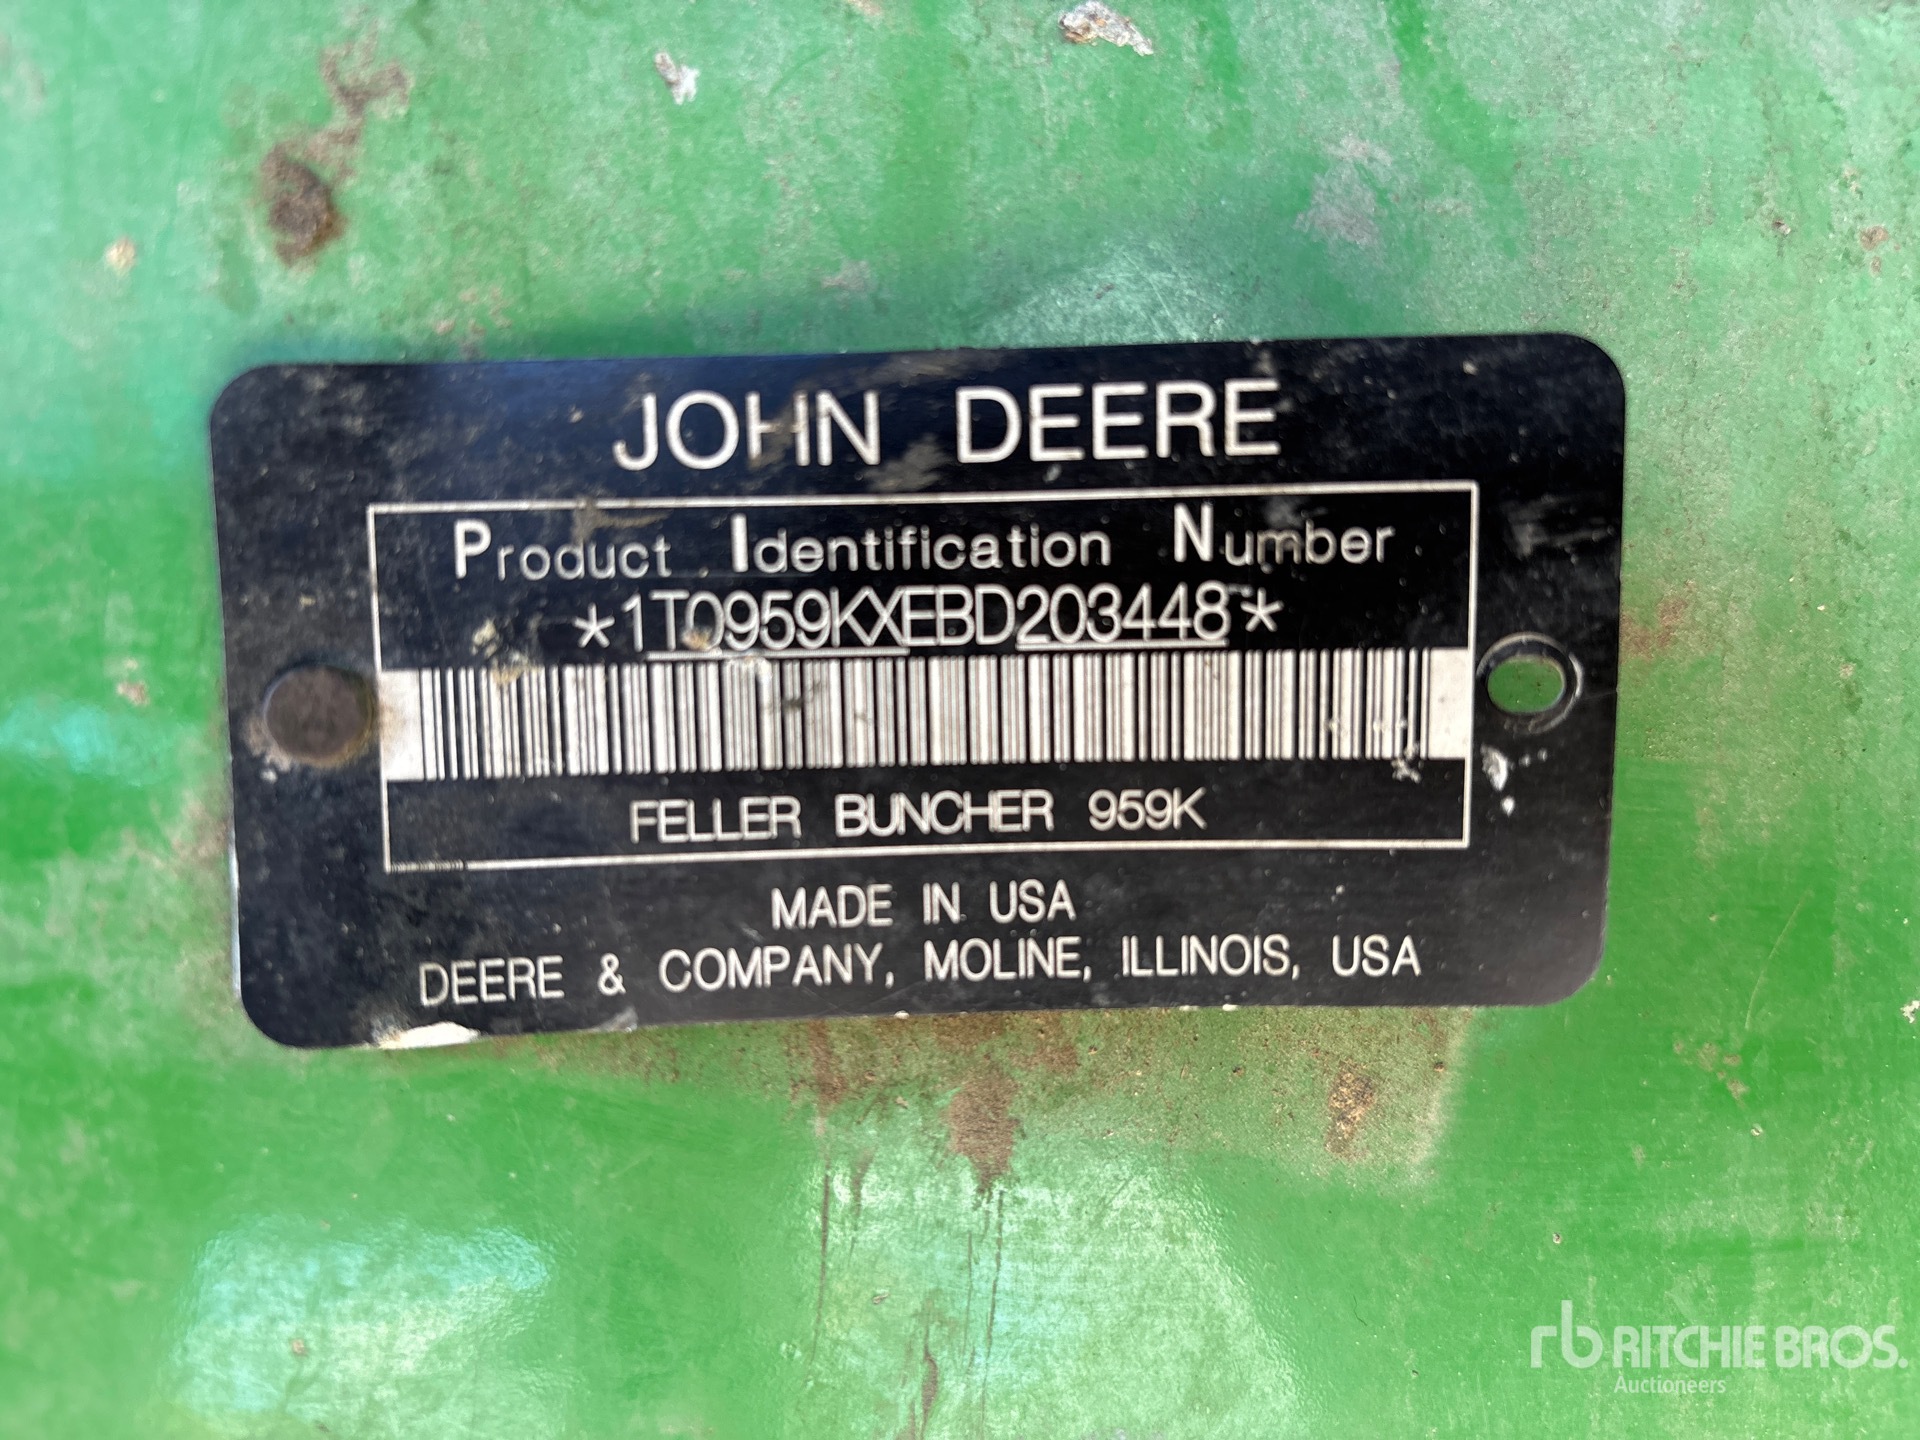 JOHN DEERE
Product Identification Number
*1T0959KXEBD203448*
FELLER BUNCHER 959K
MADE IN USA
DEERE & COMPANY, MOLINE, ILLINOIS, USA
rb RITCHIE BROS.
Auctioneers